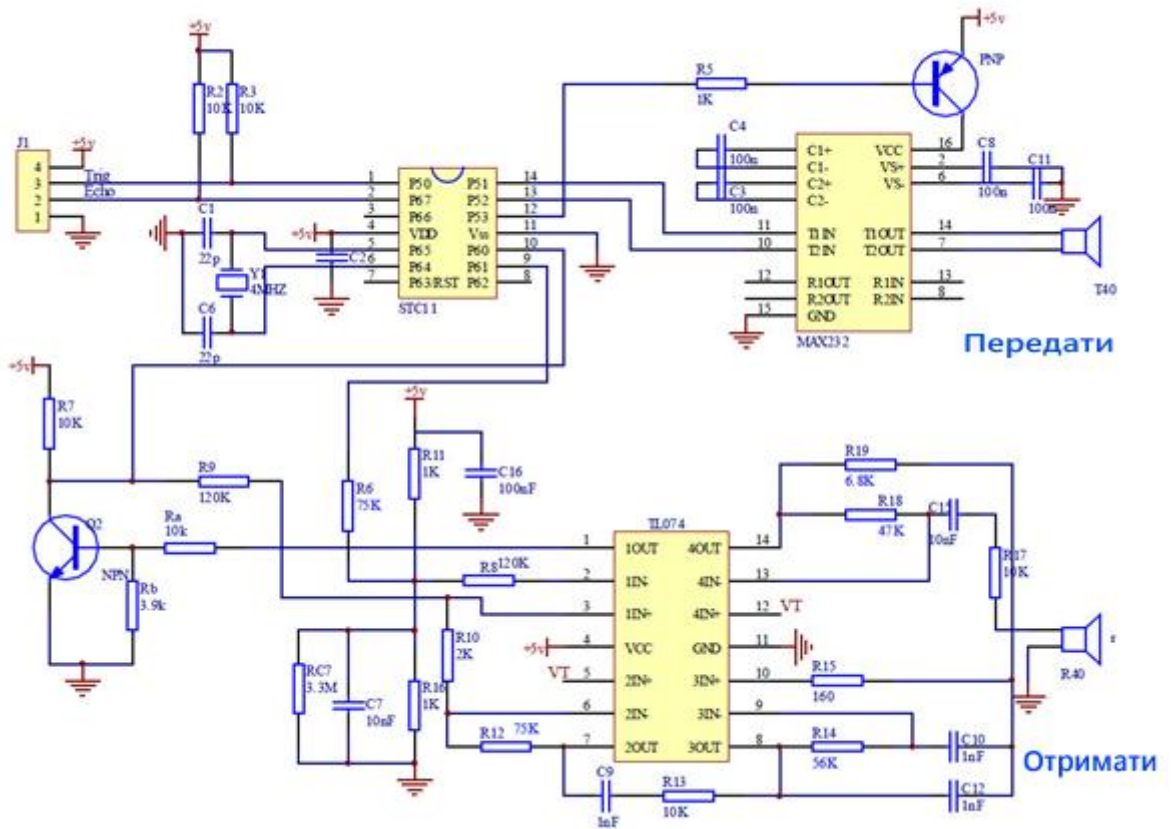 +5v
+5v
PNP
R2
10K
R3
10K
R5
1K
J1
+5v
4
3
2
1
Trig
Echo
C4
100n
C3
100n
C1+
C1-
C2+
C2-
T1IN
T2IN
R1OUT
R2OUT
GND
VCC
VS+
VS-
T1OUT
T2OUT
R1IN
R2IN
16
2
6
14
7
13
8
11
10
12
15
MAX232
C8
100n
C11
100n
T40
Передати
C1
22p
Y1
4MHZ
C6
22p
+5v
C2
1
2
3
4
5
6
7
P50
P67
P66
VDD
P65
P64
P63/RST
P51
P52
P53
Vss
P60
P61
P62
14
13
12
11
10
9
8
STC11
+5v
R7
10K
R9
120K
Q2
NPN
Ra
10k
Rb
3.9k
+5v
R11
1K
C16
100nF
R6
75K
R8
120K
R10
2K
RC7
3.3M
C7
10nF
R16
1K
R12
75K
C9
1nF
R13
10K
TL074
1
2
3
4
5
6
7
+5v
VT
1OUT
1IN-
1IN+
VCC
2IN+
2IN-
2OUT
4OUT
4IN-
4IN+
GND
3IN+
3IN-
3OUT
14
13
12
11
10
9
8
VT
R19
6.8K
R18
47K
10nF
R17
10K
r
R40
R15
160
R14
56K
C10
1nF
C12
1nF
Отримати